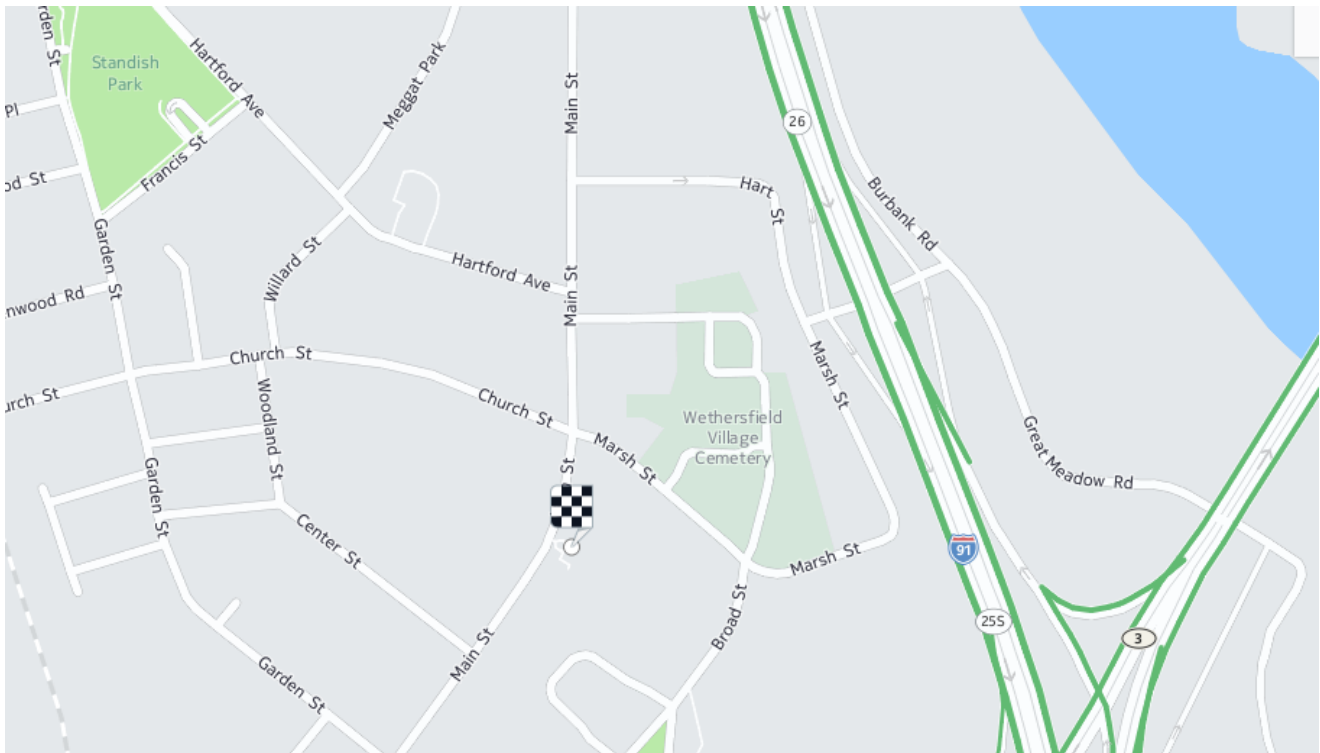 rden St
Standish
Park
Hartford Ave
Meggat Park
Main St
26
Pl
Francis St
od St
Hart St
Burbank Rd
Garden St
Willard St
Hartford Ave
Main St
nwood Rd
Church St
Marsh St
urch St
Woodland St
Church St
Wethersfield
Village
Cemetery
Marsh St
Great Meadow Rd
St
Garden St
Center St
Marsh St
91
Broad St
25S
3
Main St
Garden St